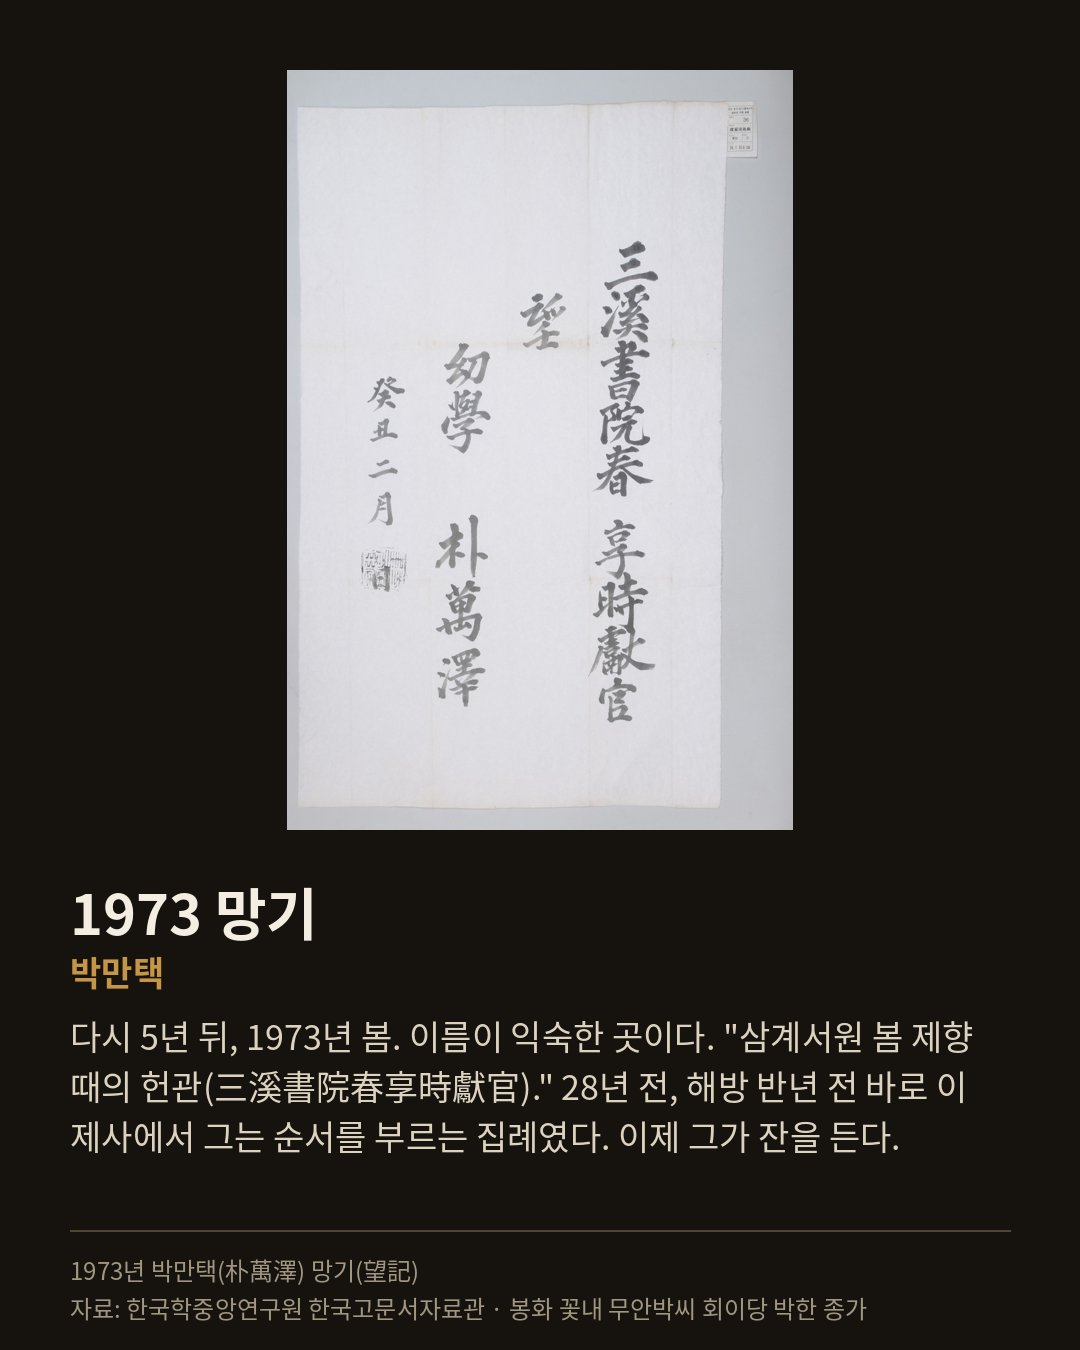 三溪書院春 享時獻官
望
幼學 朴萬澤
癸丑 二月 日
1973 망기
박만택
다시 5년 뒤, 1973년 봄. 이름이 익숙한 곳이다. "삼계서원 봄 제향
때의 헌관(三溪書院春享時獻官)." 28년 전, 해방 반년 전 바로 이
제사에서 그는 순서를 부르는 집례였다. 이제 그가 잔을 든다.
1973년 박만택(朴萬澤) 망기(望記)
자료: 한국학중앙연구원 한국고문서자료관 · 봉화 꽃내 무안박씨 회이당 박한 종가